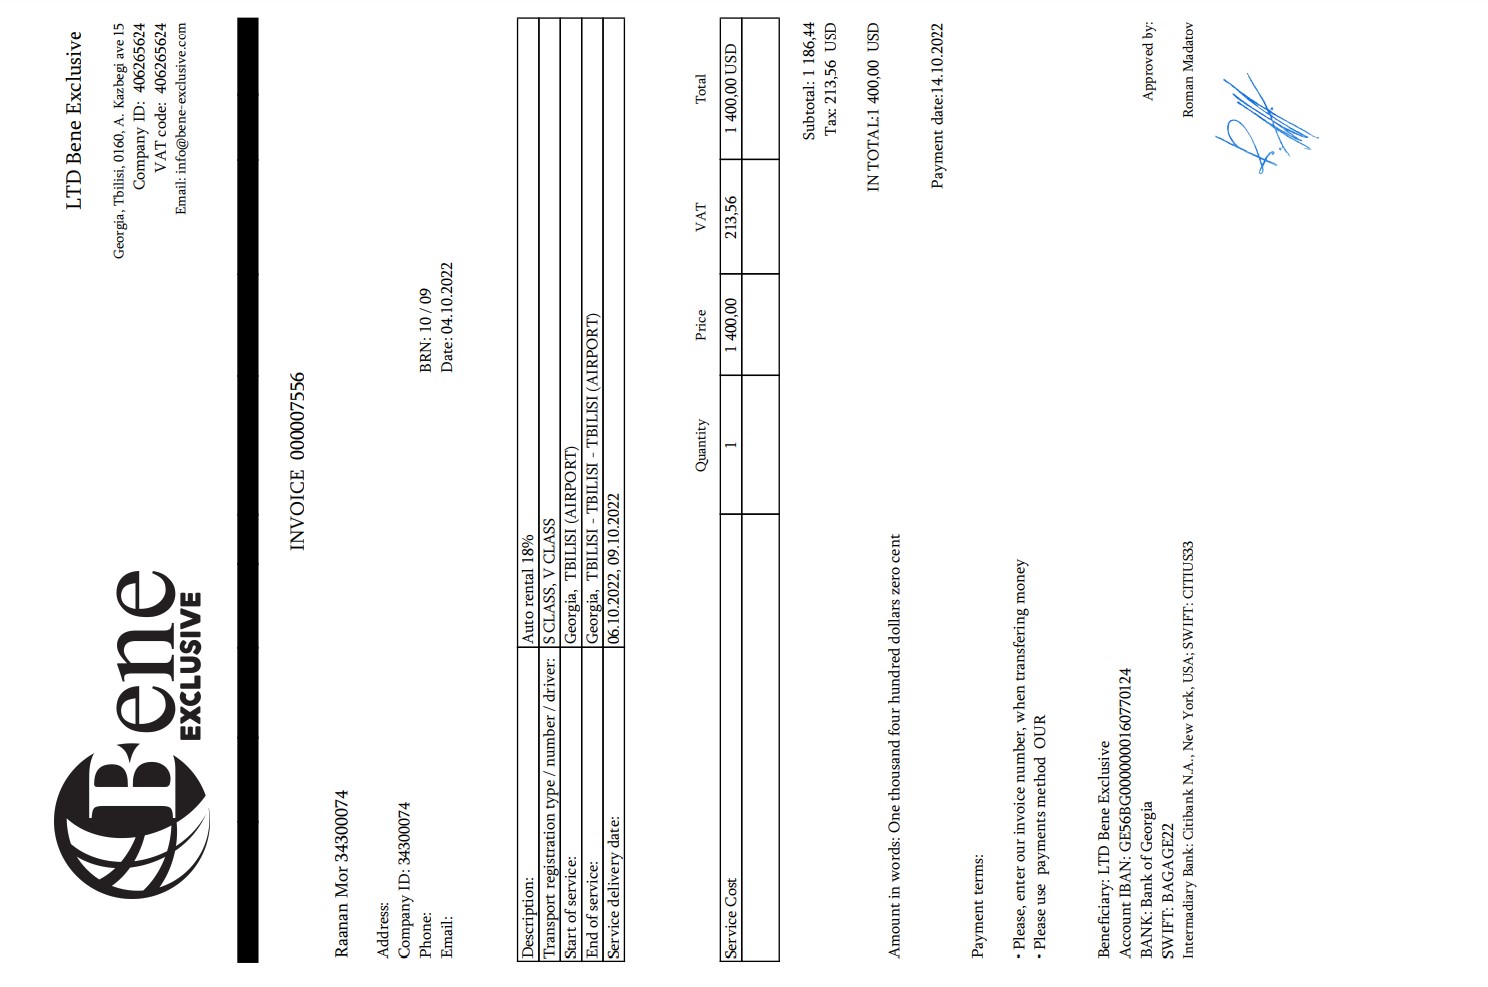 Bene
EXCLUSIVE
LTD Bene Exclusive
Georgia, Tbilisi, 0160, A. Kazbegi ave 15
Company ID: 406265624
VAT code: 406265624
Email: info@bene-exclusive.com
INVOICE 000007556
Raanan Mor 34300074
Address:
Company ID: 34300074
Phone:
BRN: 10 / 09
Email:
Date: 04.10.2022
Description: Auto rental 18%
Transport registration type / number / driver: S CLASS, V CLASS
Start of service: Georgia, TBILISI (AIRPORT)
End of service: Georgia, TBILISI - TBILISI - TBILISI (AIRPORT)
Service delivery date: 06.10.2022, 09.10.2022
Quantity Price VAT Total
Service Cost 1 1 400,00 213,56 1 400,00 USD
Subtotal: 1 186,44
Tax: 213,56 USD
IN TOTAL:1 400,00 USD
Amount in words: One thousand four hundred dollars zero cent
Payment date:14.10.2022
Payment terms:
• Please, enter our invoice number, when transfering money
• Please use payments method OUR
Beneficiary: LTD Bene Exclusive
Account IBAN: GE56BG0000000160770124
BANK: Bank of Georgia
Approved by:
SWIFT: BAGAGE22
Intermadiary Bank: Citibank N.A., New York, USA; SWIFT: CITIUS33
Roman Madatov